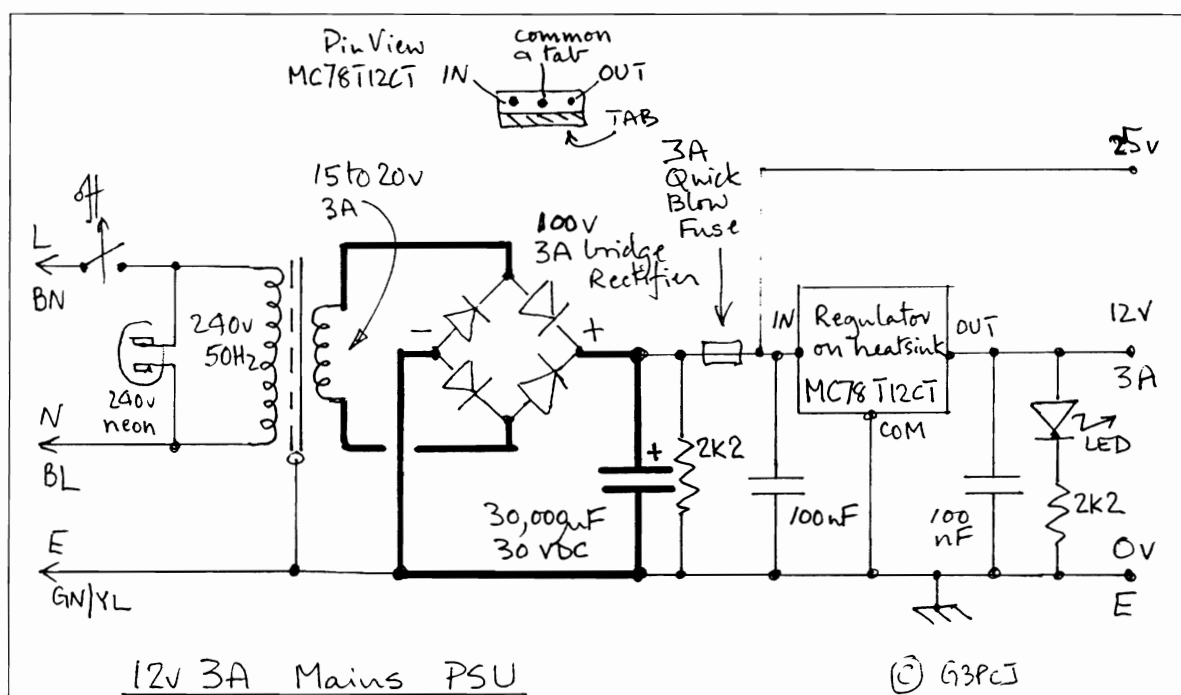 Pin View
MC78T12CT
IN
common
a tab
OUT
TAB
25v
3A
Quick
Blow
Fuse
15 to 20v
3A
100v
3A bridge
Rectifier
L
BN
240v
50Hz
240v
neon
N
BL
-
+
IN
Regulator
on heatsink
MC78T12CT
OUT
COM
12v
3A
LED
+
2K2
30,000uF
30 VDC
100nF
100
nF
2K2
0v
E
E
GN/YL
12v 3A Mains PSU
© G3PCJ